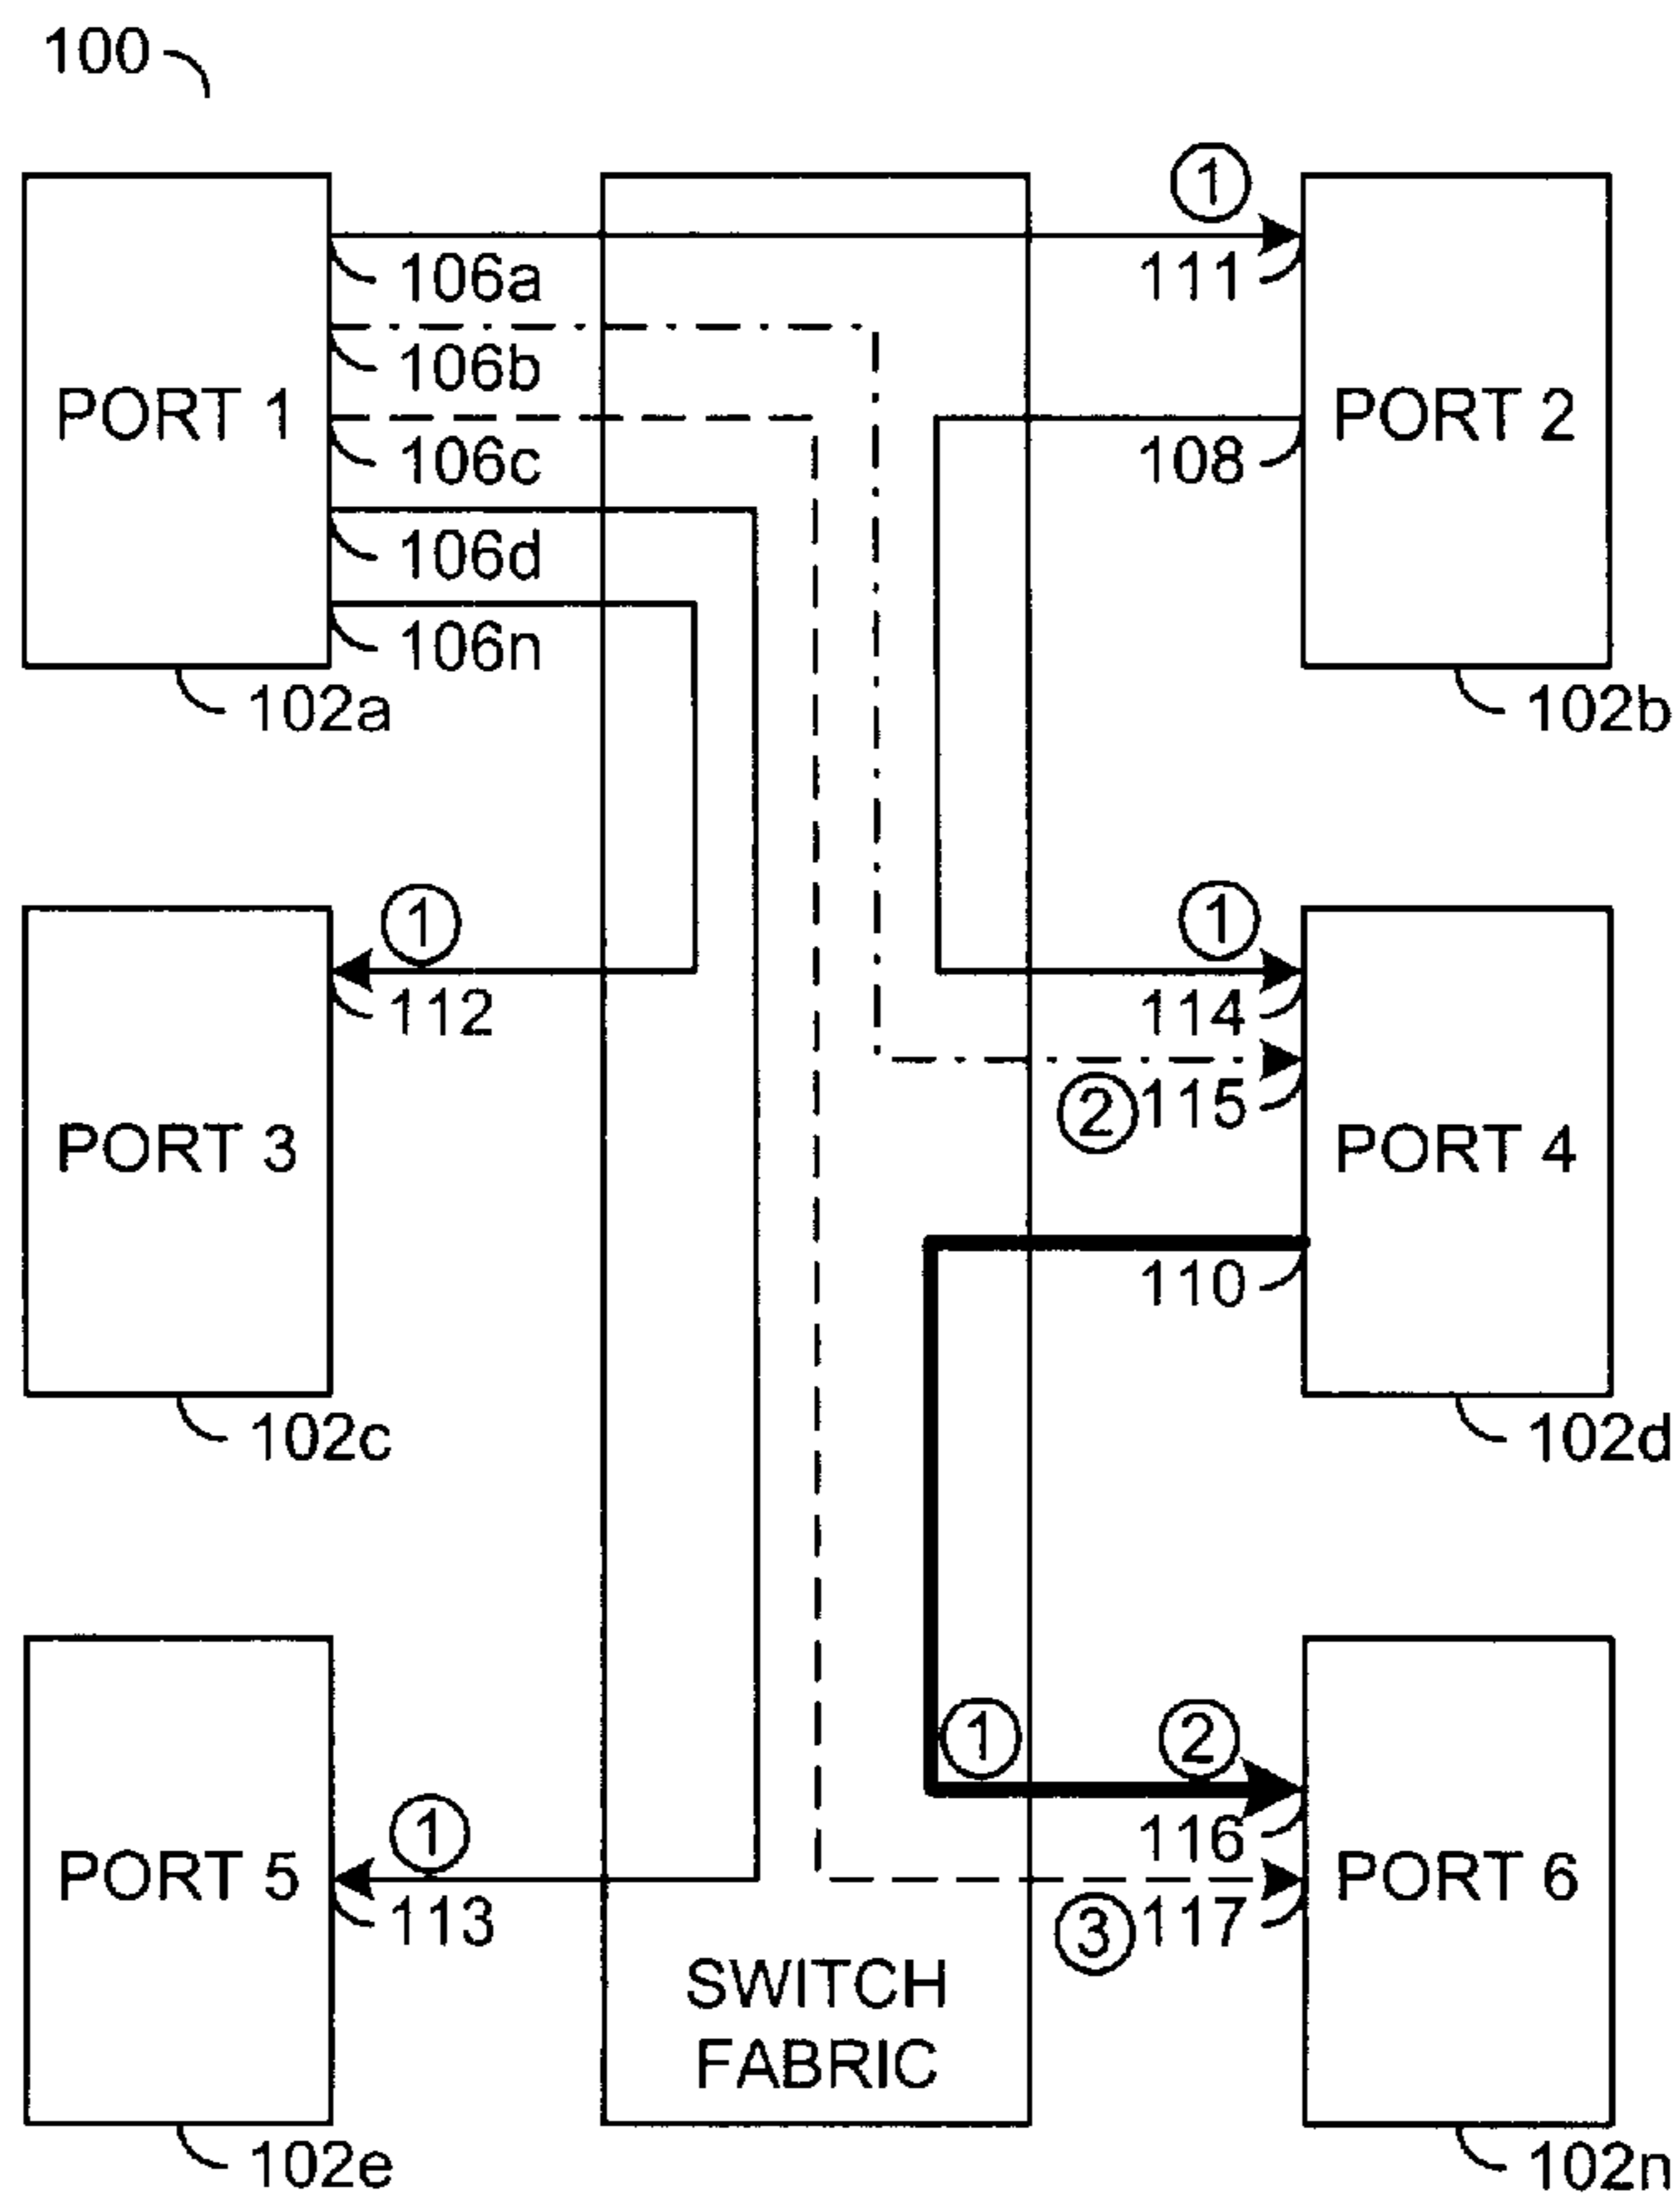 100
1
106a
111
106b
PORT 1
PORT 2
106c
108
106d
106n
102a
102b
1
1
112
114
2
115
PORT 3
PORT 4
110
102c
102d
1
2
1
116
PORT 5
PORT 6
113
3
117
SWITCH
FABRIC
102e
102n